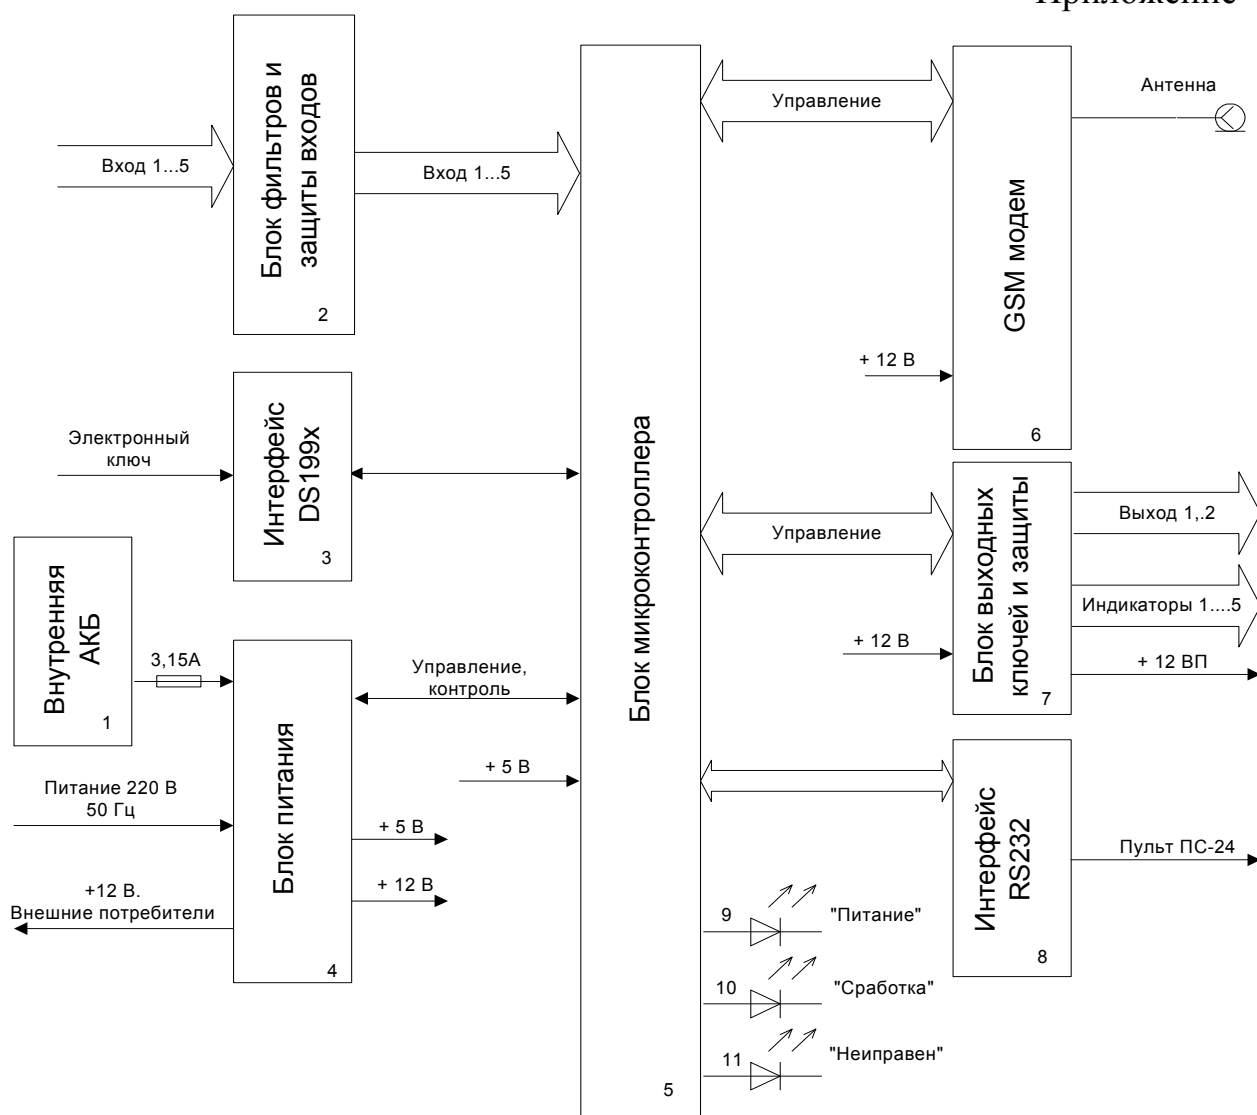 Приложение
Блок фильтров и
защиты входов
2
Вход 1...5
Вход 1...5
Интерфейс
DS199x
3
Электронный
ключ
Внутренняя
АКБ
1
3,15А
Блок питания
4
Питание 220 В
50 Гц
+12 В.
Внешние потребители
Управление,
контроль
+ 5 В
+ 5 В
+ 12 В
Блок микроконтроллера
5
Управление
GSM модем
6
Антенна
+ 12 В
Управление
Блок выходных
ключей и защиты
7
+ 12 В
Выход 1,.2
Индикаторы 1....5
+ 12 ВП
Интерфейс
RS232
8
Пульт ПС-24
9
"Питание"
10
"Сработка"
11
"Неиправен"